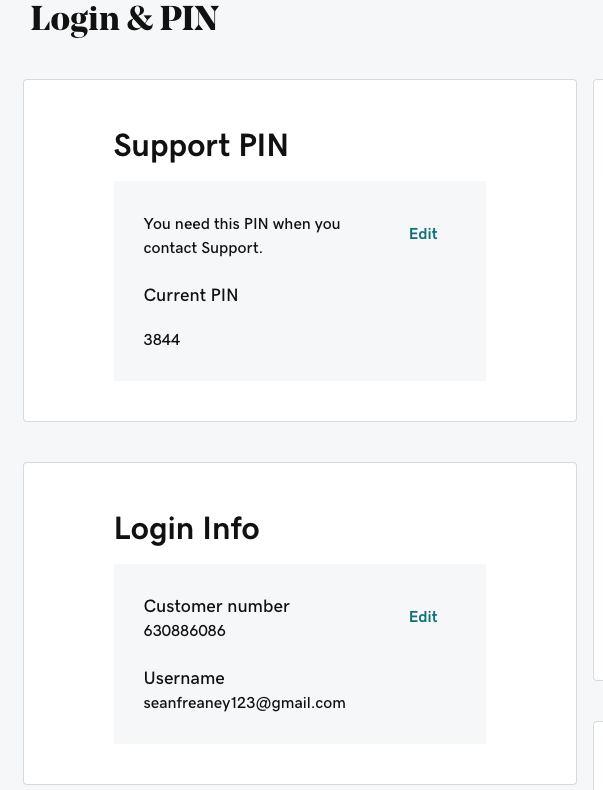 Login & PIN
Support PIN
You need this PIN when you
contact Support.
Edit
Current PIN
3844
Login Info
Customer number
630886086
Edit
Username
seanfreaney123@gmail.com